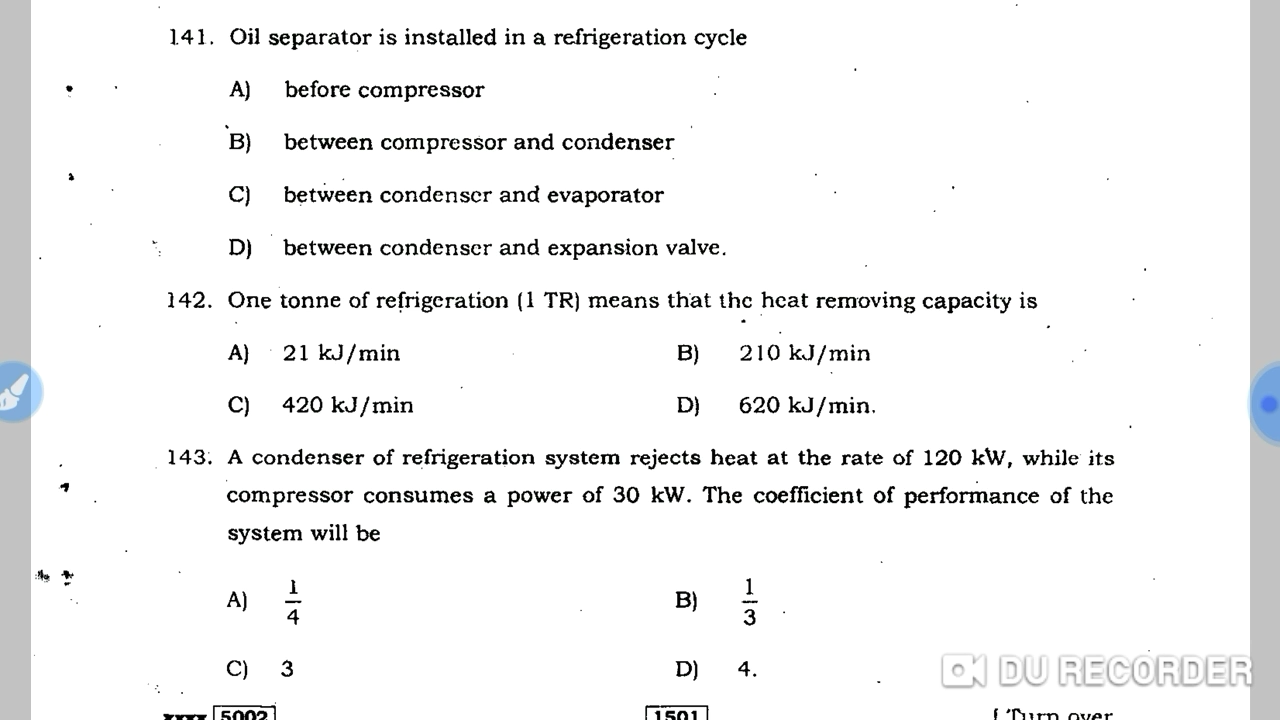 141. Oil separator is installed in a refrigeration cycle
A) before compressor
B) between compressor and condenser
C) between condenser and evaporator
D) between condenser and expansion valve.
142. One tonne of refrigeration (1 TR) means that the heat removing capacity is
A) 21 kJ/min B) 210 kJ/min
C) 420 kJ/min D) 620 kJ/min.
143. A condenser of refrigeration system rejects heat at the rate of 120 kW, while its
compressor consumes a power of 30 kW. The coefficient of performance of the
system will be
A) 1/4 B) 1/3
C) 3 D) 4.
DU RECORDER
5002 1501 [ Turn over